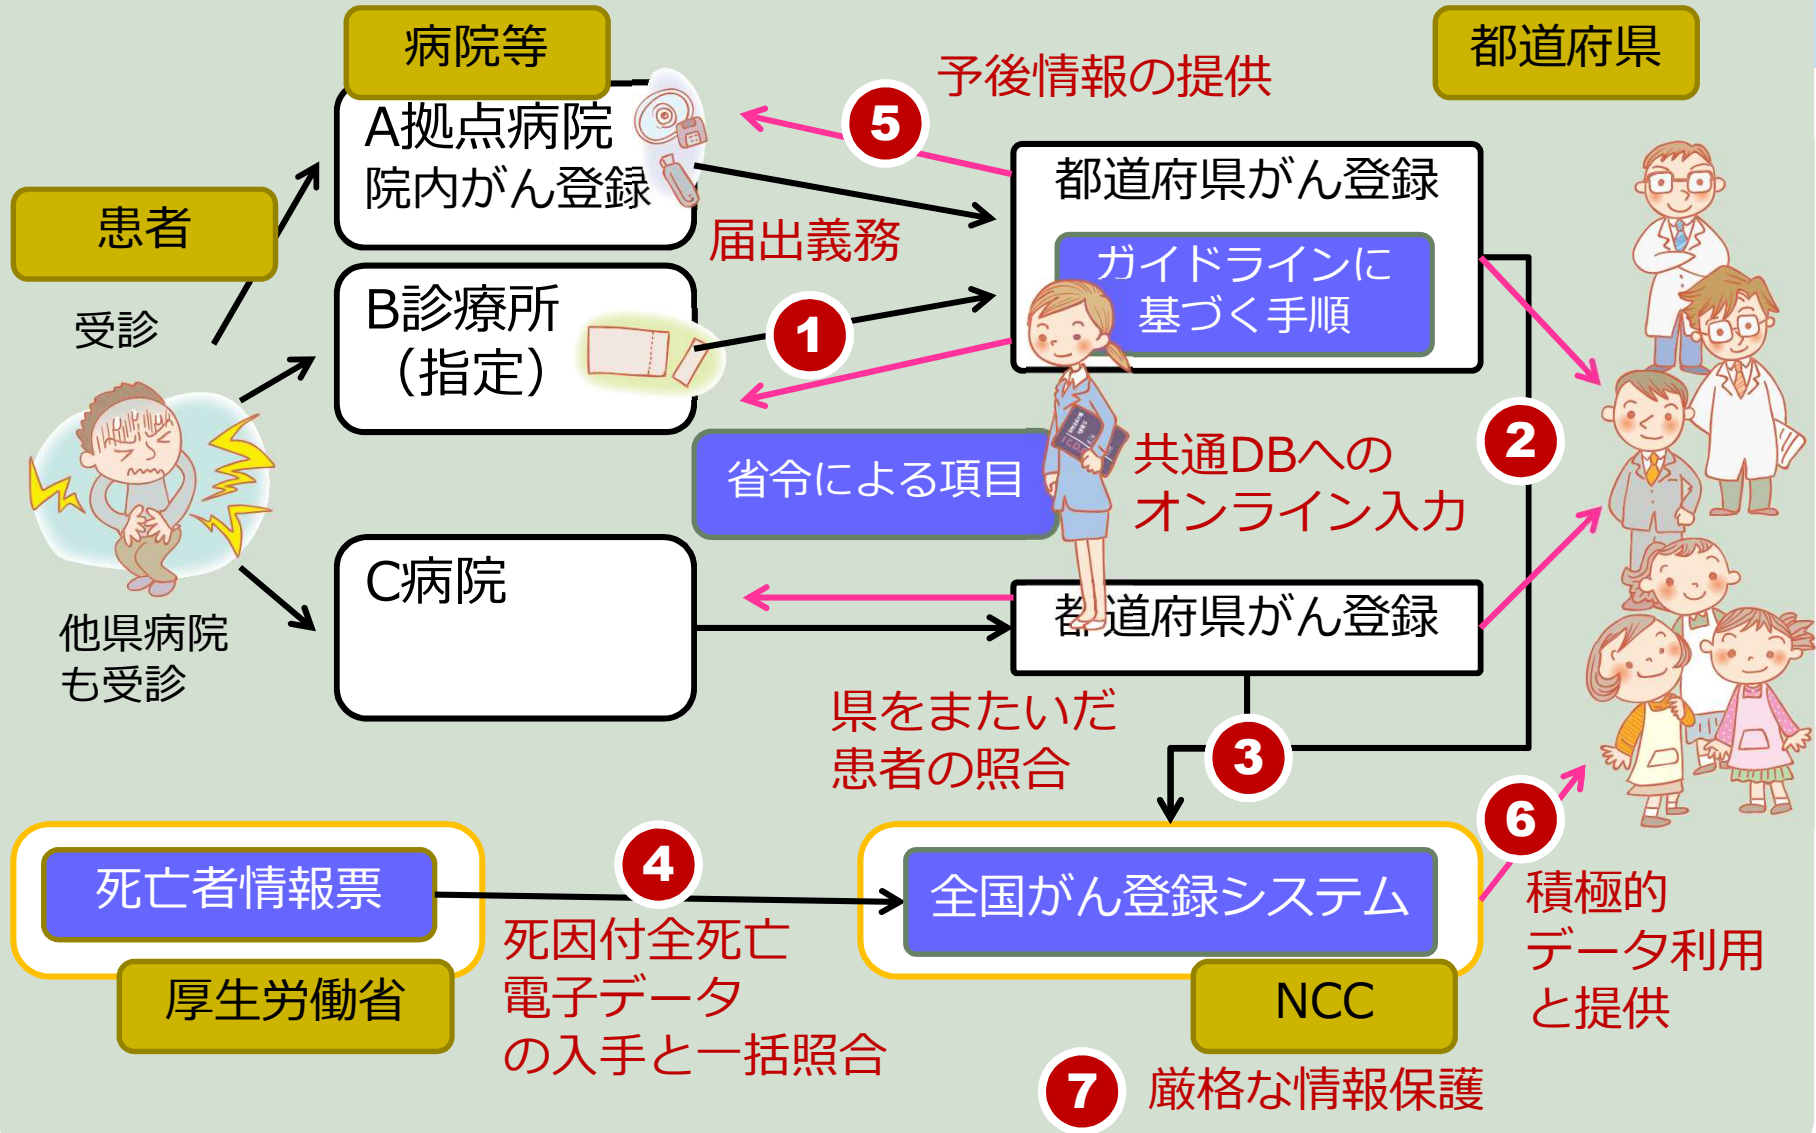 病院等
都道府県
予後情報の提供
5
A拠点病院
院内がん登録
都道府県がん登録
患者
届出義務
ガイドラインに
基づく手順
B診療所
（指定）
1
受診
2
省令による項目
共通DBへの
オンライン入力
C病院
都道府県がん登録
他県病院
も受診
県をまたいだ
患者の照合
3
6
4
死亡者情報票
全国がん登録システム
積極的
データ利用
と提供
死因付全死亡
電子データ
の入手と一括照合
厚生労働省
NCC
7
厳格な情報保護